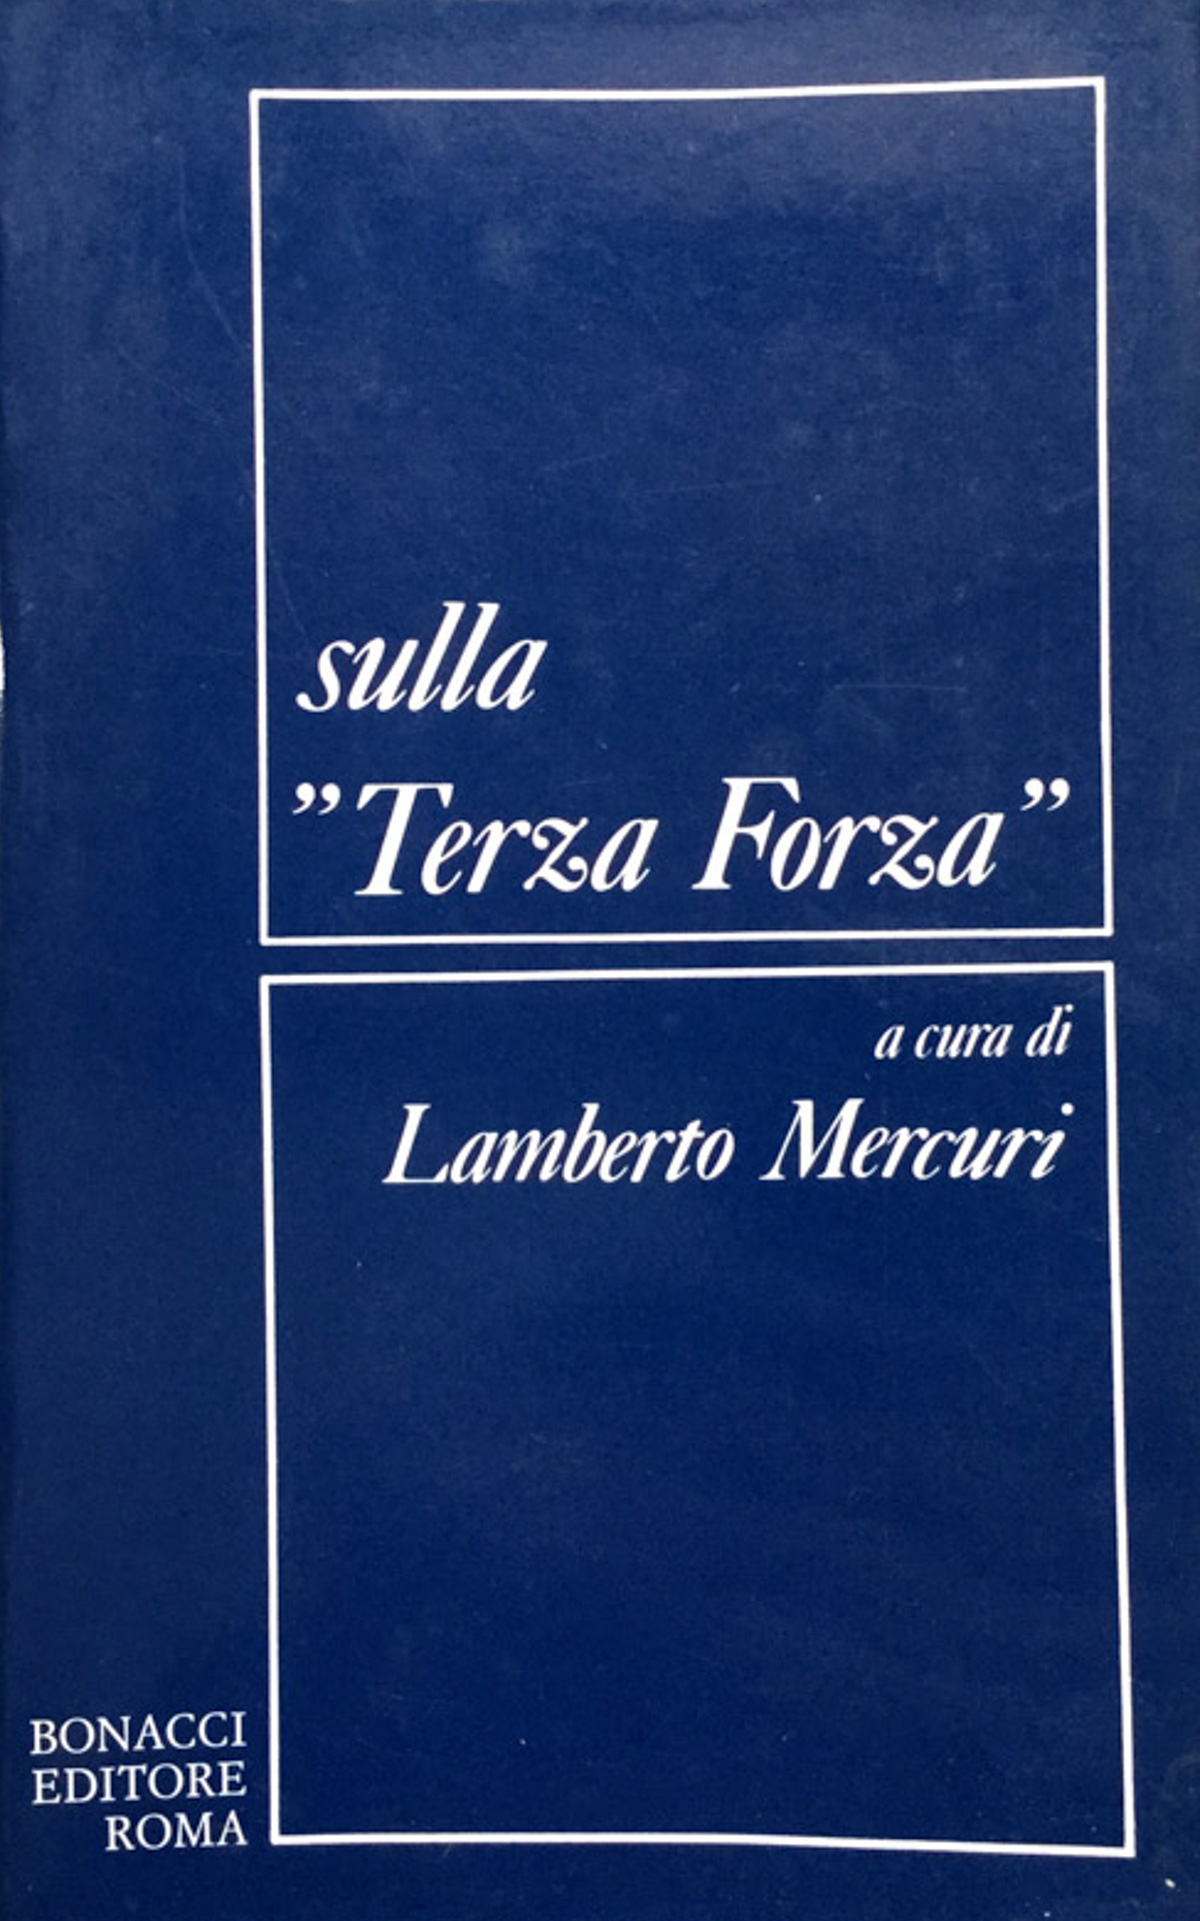 sulla
”Terza Forza”
a cura di
Lamberto Mercuri
BONACCI
EDITORE
ROMA